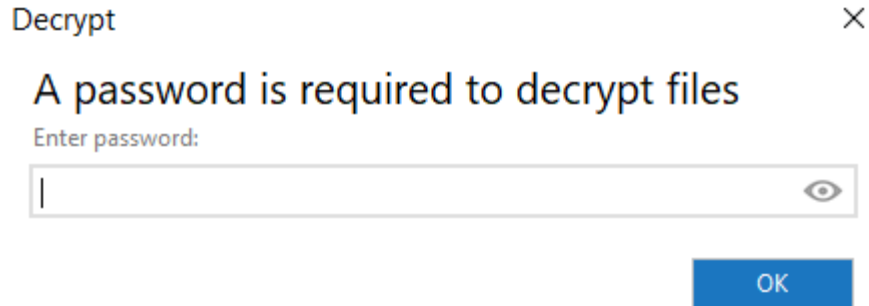 Decrypt
A password is required to decrypt files
Enter password:
OK